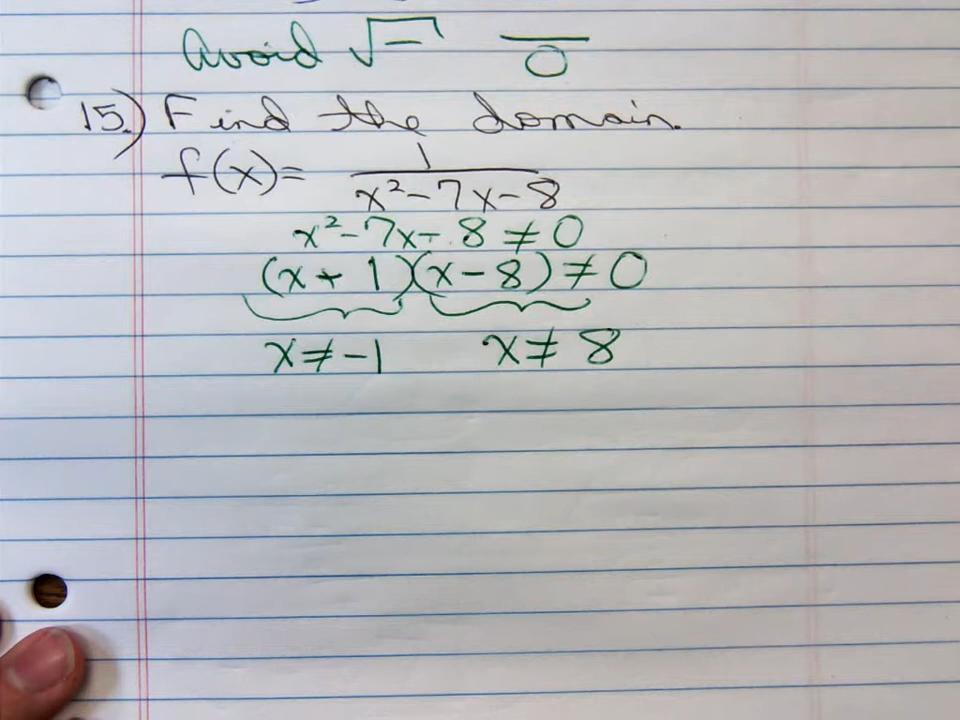 Avoid √− —/0
15.) Find the domain.
f(x) = 1/(x²-7x-8)
x²-7x-8 ≠ 0
(x+1)(x-8) ≠ 0
x ≠ -1 x ≠ 8